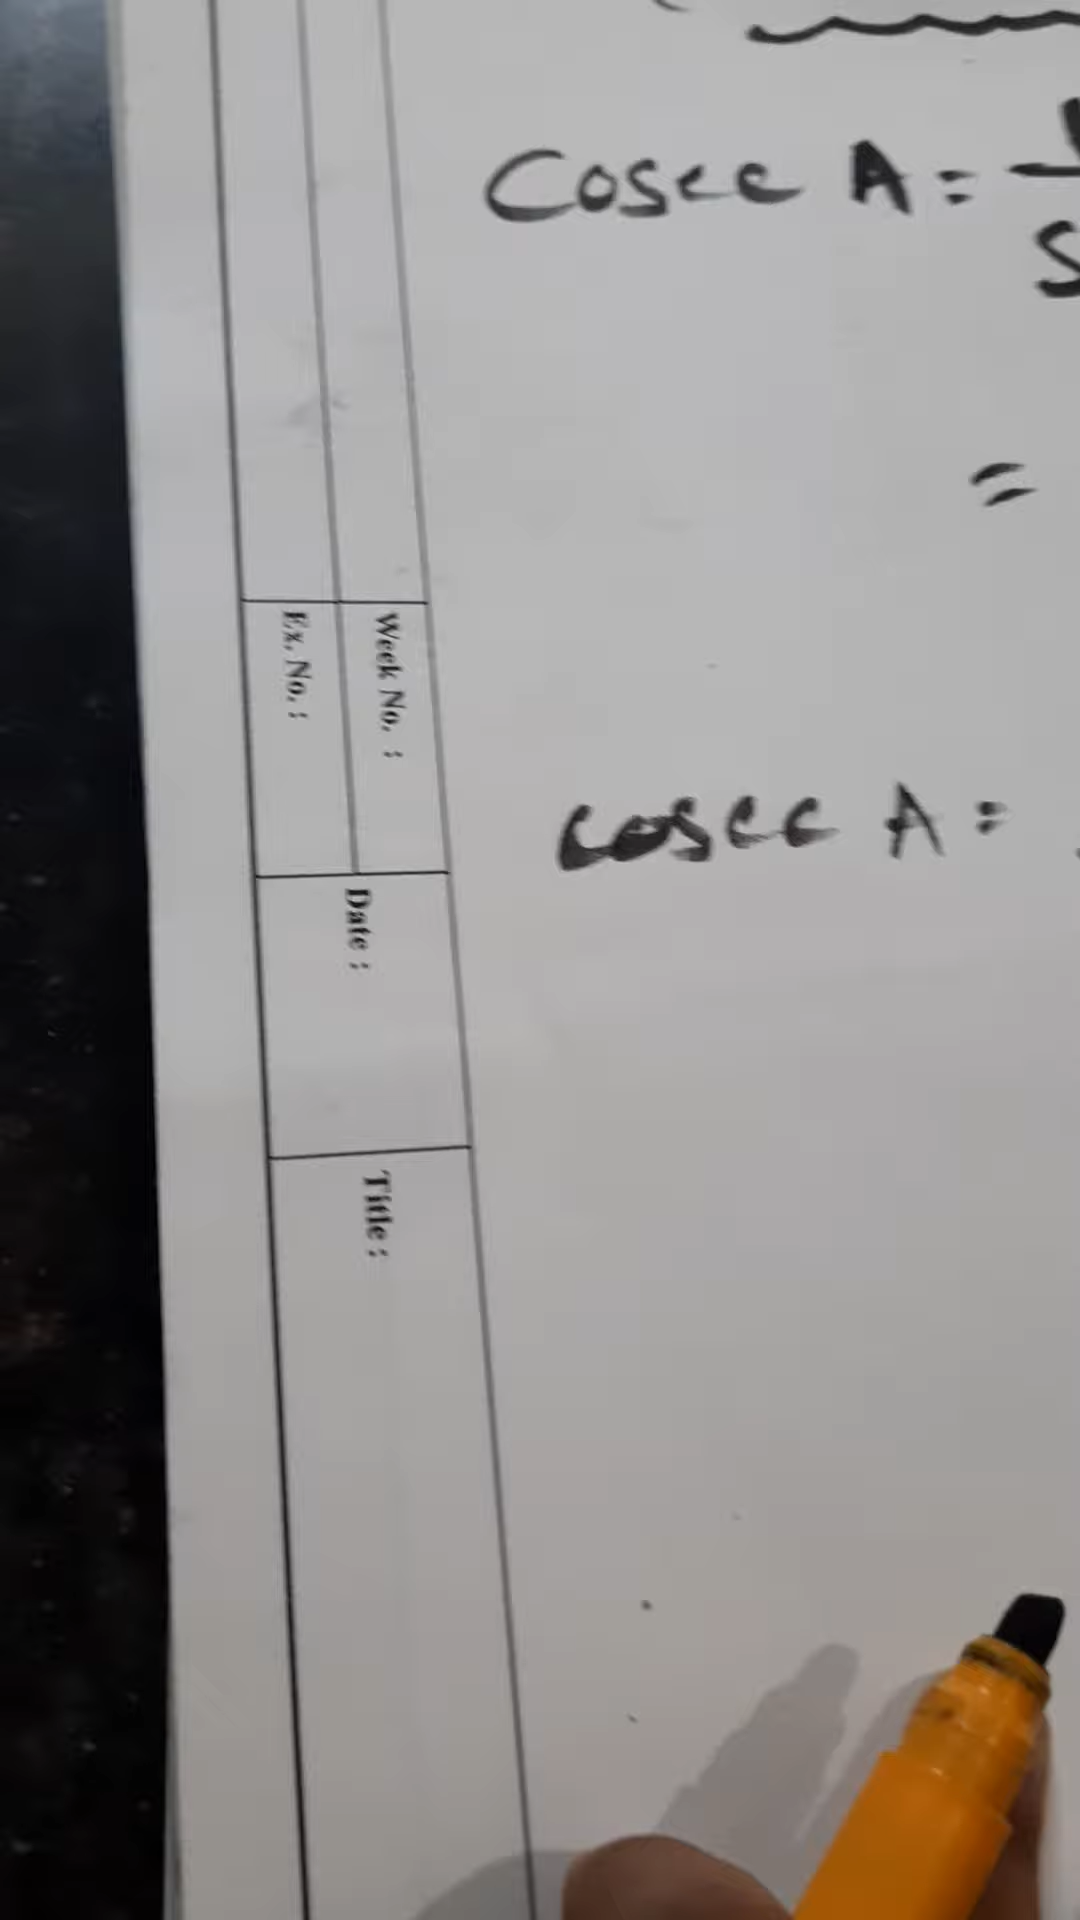 Cosec A =
=
cosec A =
Week No. :
Ex. No. :
Date :
Title :